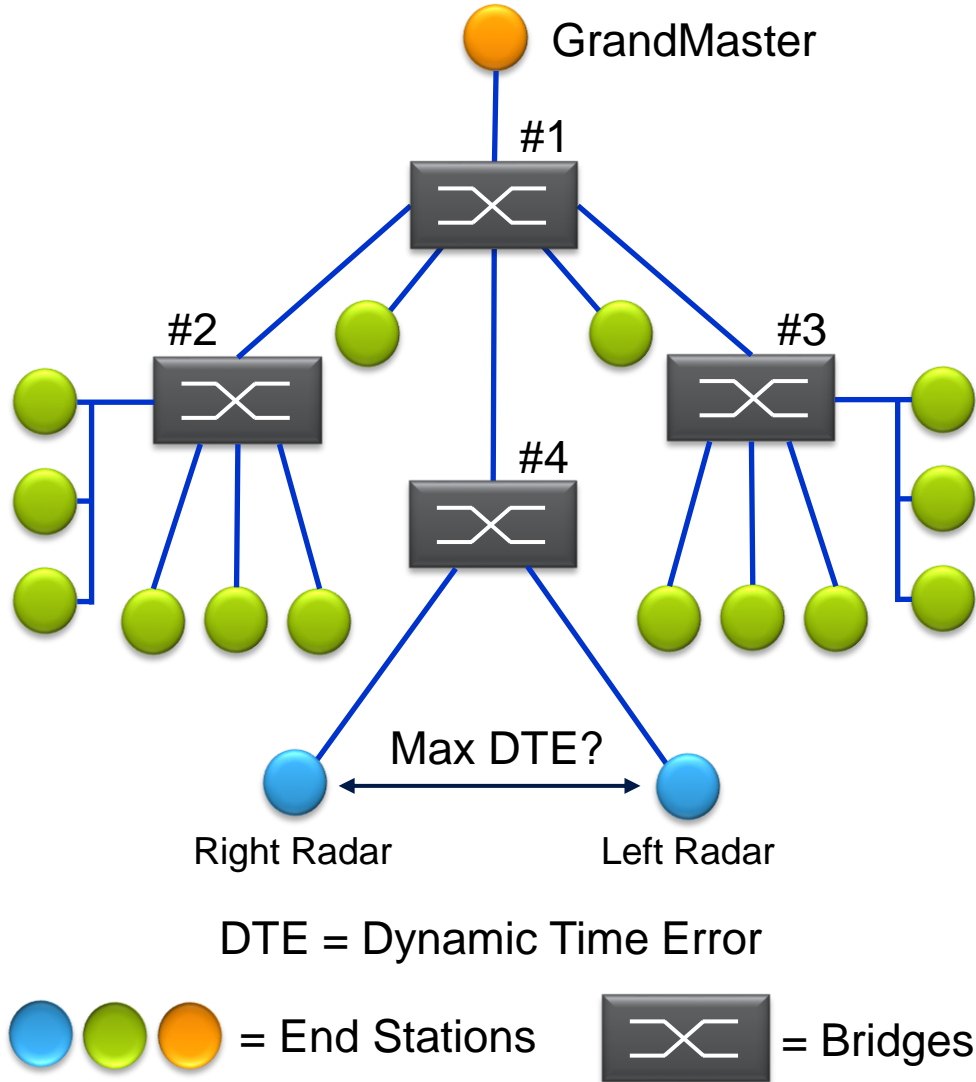 GrandMaster
#1
#2
#3
#4
Max DTE?
Right Radar
Left Radar
DTE = Dynamic Time Error
= End Stations
= Bridges